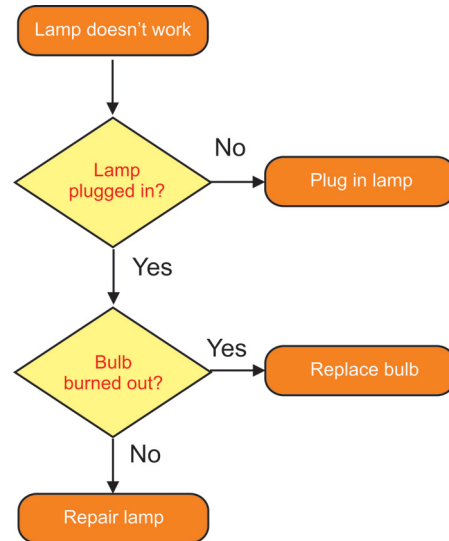 Lamp doesn't work
Lamp
plugged in?
No
Plug in lamp
Yes
Bulb
burned out?
Yes
Replace bulb
No
Repair lamp